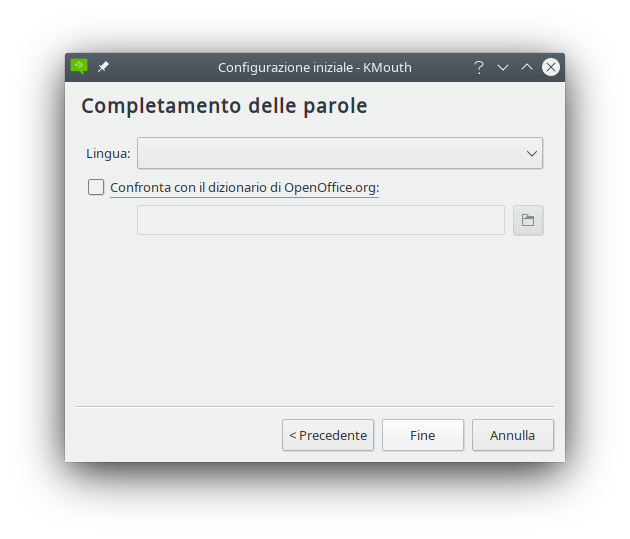 Configurazione iniziale - KMouth
Completamento delle parole
Lingua:
Confronta con il dizionario di OpenOffice.org:
< Precedente
Fine
Annulla